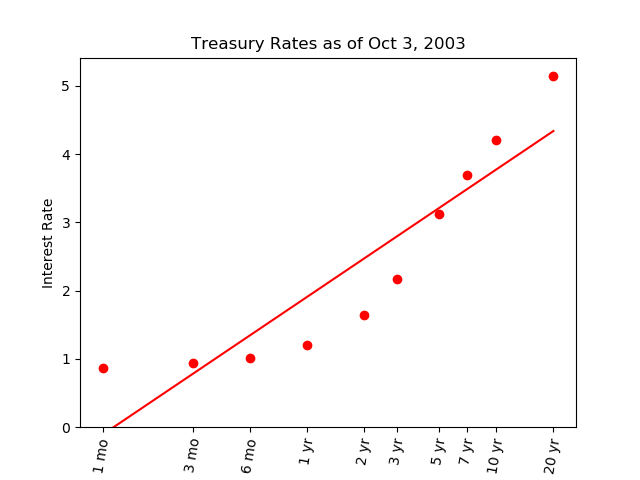 Treasury Rates as of Oct 3, 2003
Interest Rate
5
4
3
2
1
0
1 mo
3 mo
6 mo
1 yr
2 yr
3 yr
5 yr
7 yr
10 yr
20 yr